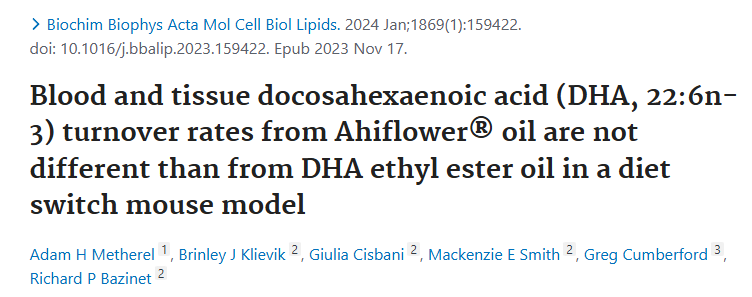 > Biochim Biophys Acta Mol Cell Biol Lipids. 2024 Jan;1869(1):159422.
doi: 10.1016/j.bbalip.2023.159422. Epub 2023 Nov 17.
Blood and tissue docosahexaenoic acid (DHA, 22:6n-
3) turnover rates from Ahiflower® oil are not
different than from DHA ethyl ester oil in a diet
switch mouse model
Adam H Metherel 1, Brinley J Klievik 2, Giulia Cisbani 2, Mackenzie E Smith 2, Greg Cumberford 3,
Richard P Bazinet 2